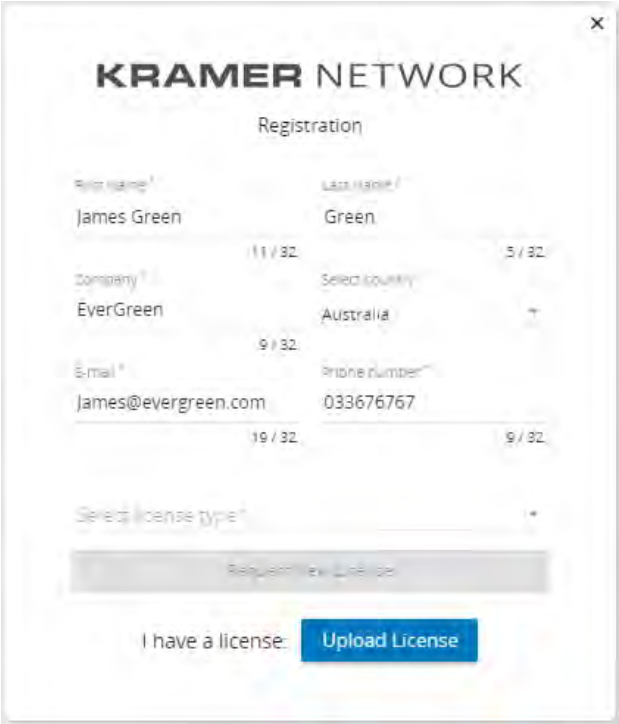 ×
KRAMER NETWORK
Registration
First name * Last name *
James Green Green
11 / 32 5 / 32
Company * Select country
EverGreen Australia
9 / 32
E-mail * Phone number *
James@evergreen.com 033676767
19 / 32 9 / 32
Select license type *
Request New License
I have a license: Upload License